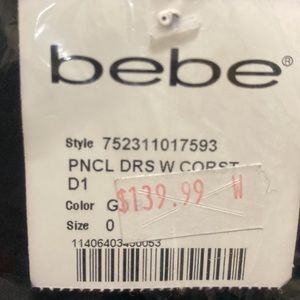 bebe®
Style 752311017593
PNCL DRS W CORST
D1
Color G
$139.99 W
Size 0